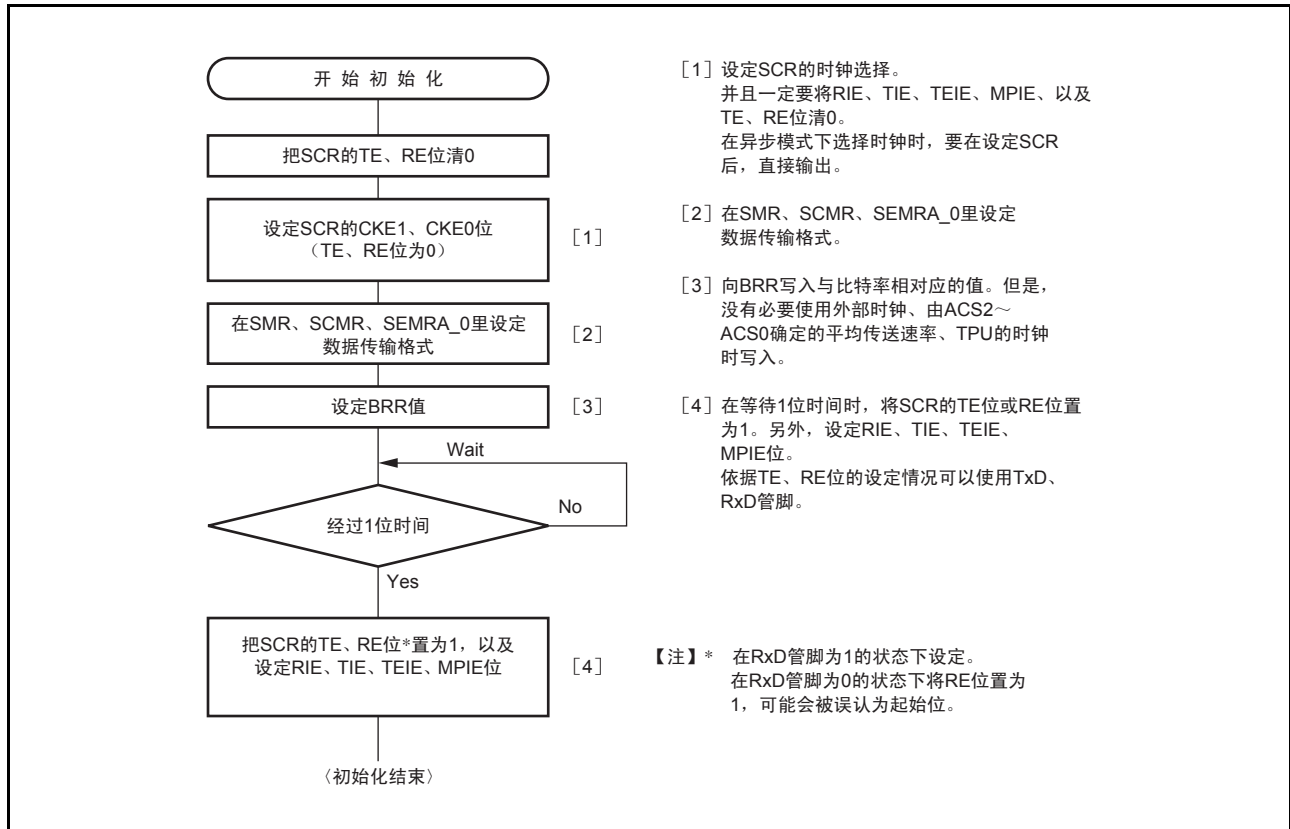 开 始 初 始 化
把SCR的TE、RE位清0
设定SCR的CKE1、CKE0位
（TE、RE位为0）
［1］
在SMR、SCMR、SEMRA_0里设定
数据传输格式
［2］
设定BRR值
［3］
Wait
经过1位时间
No
Yes
把SCR的TE、RE位*置为1，以及
设定RIE、TIE、TEIE、MPIE位
［4］
〈初始化结束〉
［1］设定SCR的时钟选择。
并且一定要将RIE、TIE、TEIE、MPIE、以及
TE、RE位清0。
在异步模式下选择时钟时，要在设定SCR
后，直接输出。
［2］在SMR、SCMR、SEMRA_0里设定
数据传输格式。
［3］向BRR写入与比特率相对应的值。但是，
没有必要使用外部时钟、由ACS2～
ACS0确定的平均传送速率、TPU的时钟
时写入。
［4］在等待1位时间时，将SCR的TE位或RE位置
为1。另外，设定RIE、TIE、TEIE、
MPIE位。
依据TE、RE位的设定情况可以使用TxD、
RxD管脚。
【注】* 在RxD管脚为1的状态下设定。
在RxD管脚为0的状态下将RE位置为
1，可能会被误认为起始位。